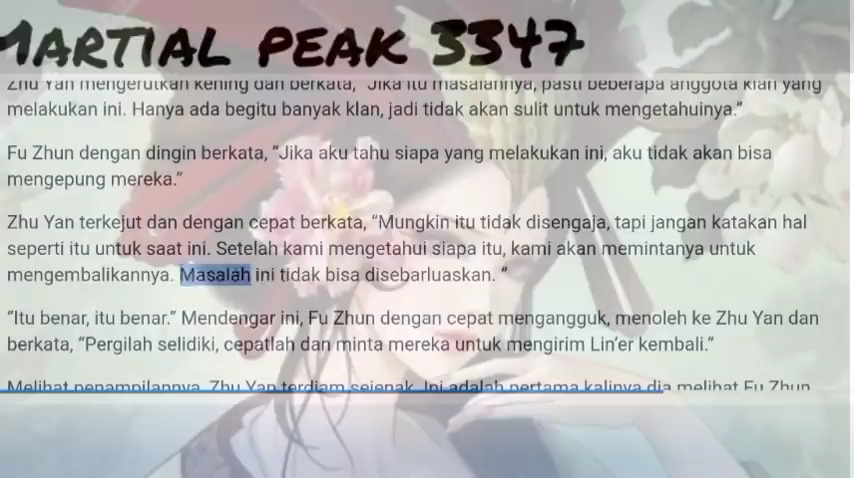 MARTIAL PEAK 3347
Zhu Yan mengerutkan kening dan berkata, “Jika itu masalahnya, pasti beberapa anggota klan yang
melakukan ini. Hanya ada begitu banyak klan, jadi tidak akan sulit untuk mengetahuinya.”
Fu Zhun dengan dingin berkata, “Jika aku tahu siapa yang melakukan ini, aku tidak akan bisa
mengepung mereka.”
Zhu Yan terkejut dan dengan cepat berkata, “Mungkin itu tidak disengaja, tapi jangan katakan hal
seperti itu untuk saat ini. Setelah kami mengetahui siapa itu, kami akan memintanya untuk
mengembalikannya. Masalah ini tidak bisa disebarluaskan. ”
“Itu benar, itu benar.” Mendengar ini, Fu Zhun dengan cepat mengangguk, menoleh ke Zhu Yan dan
berkata, “Pergilah selidiki, cepatlah dan minta mereka untuk mengirim Lin’er kembali.”
Melihat penampilannya, Zhu Yan terdiam sejenak. Ini adalah pertama kalinya dia melihat Fu Zhun